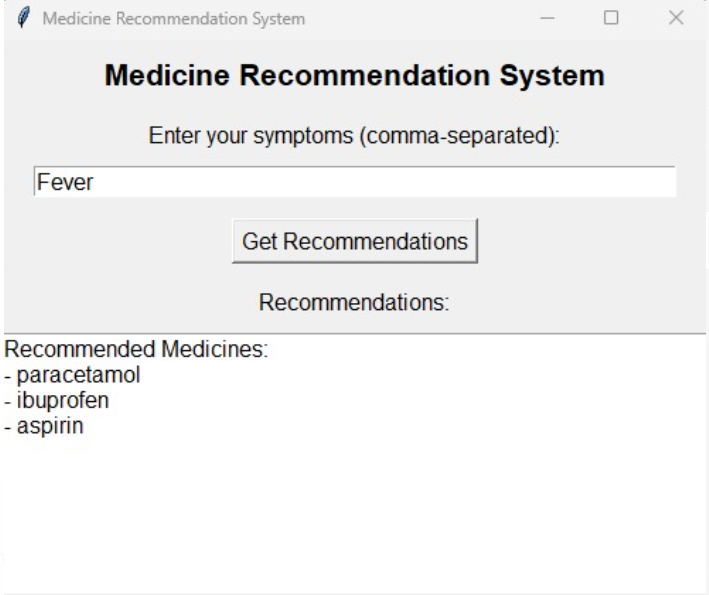 Medicine Recommendation System
Medicine Recommendation System
Enter your symptoms (comma-separated):
Fever
Get Recommendations
Recommendations:
Recommended Medicines:
- paracetamol
- ibuprofen
- aspirin